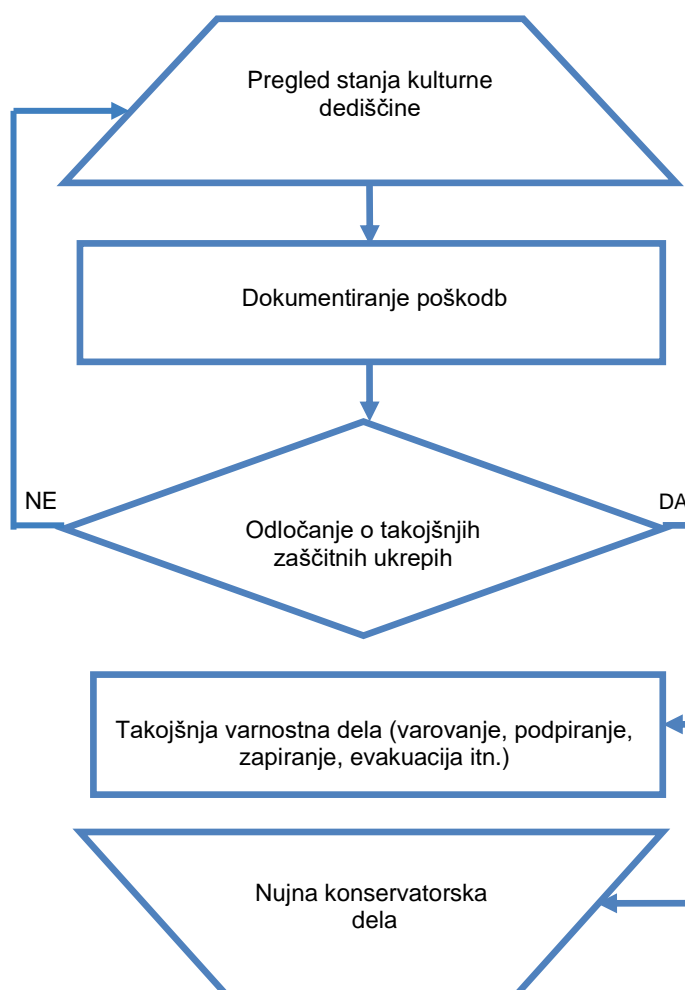 Pregled stanja kulturne
dediščine
Dokumentiranje poškodb
NE
DA
Odločanje o takojšnjih
zaščitnih ukrepih
Takojšnja varnostna dela (varovanje, podpiranje,
zapiranje, evakuacija itn.)
Nujna konservatorska
dela